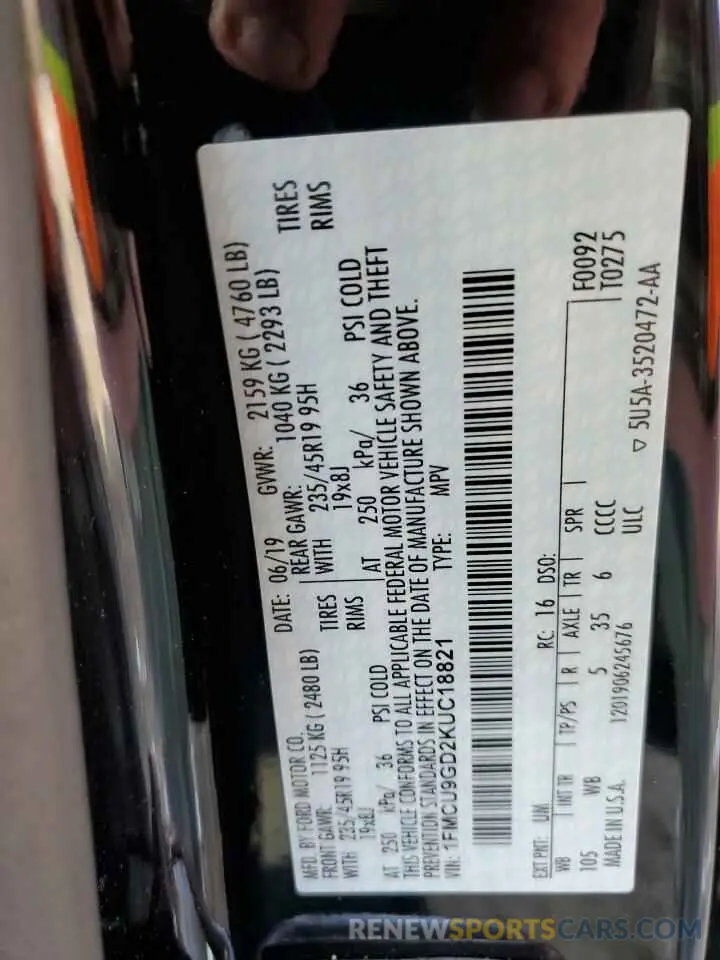 MFD. BY FORD MOTOR CO.
DATE: 06/19 GVWR: 2159 KG ( 4760 LB)
FRONT GAWR: 1125 KG ( 2480 LB)
REAR GAWR: 1040 KG ( 2293 LB)
WITH 235/45R19 95H TIRES
WITH 235/45R19 95H TIRES
19x8J RIMS
19x8J RIMS
AT 250 kPa/ 36 PSI COLD
AT 250 kPa/ 36 PSI COLD
THIS VEHICLE CONFORMS TO ALL APPLICABLE FEDERAL MOTOR VEHICLE SAFETY AND THEFT
PREVENTION STANDARDS IN EFFECT ON THE DATE OF MANUFACTURE SHOWN ABOVE.
VIN: 1FMCU9GD2KUC18821 TYPE: MPV
EXT PNT: UM RC: 16 DSO: F0092
WB INT TR TP/PS R AXLE TR SPR T0275
105 WB 5 35 6 CCCC
MADE IN U.S.A. 1201906245676 ULC
▽ 5U5A-3520472-AA
RENEWSPORTSCARS.COM